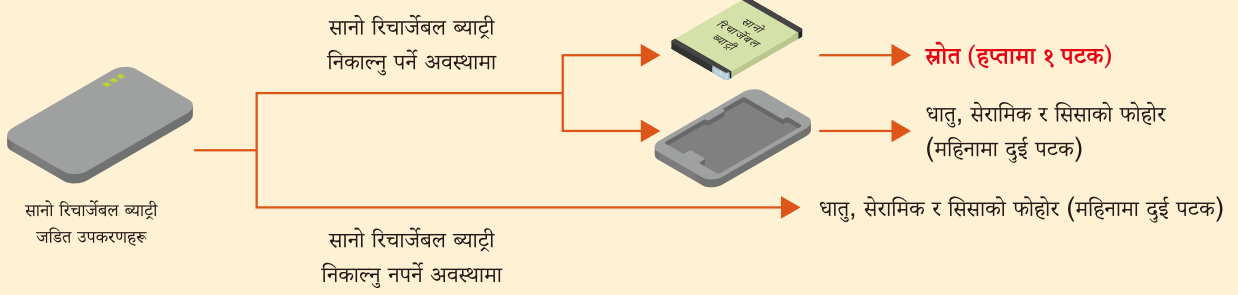 सानो रिचार्जेबल ब्याट्री
निकाल्नु पर्ने अवस्थामा
सानो
रिचार्जेबल
ब्याट्री
स्रोत (हप्तामा १ पटक)
धातु, सेरामिक र सिसाको फोहोर
(महिनामा दुई पटक)
सानो रिचार्जेबल ब्याट्री
जडित उपकरणहरू
धातु, सेरामिक र सिसाको फोहोर (महिनामा दुई पटक)
सानो रिचार्जेबल ब्याट्री
निकाल्नु नपर्ने अवस्थामा